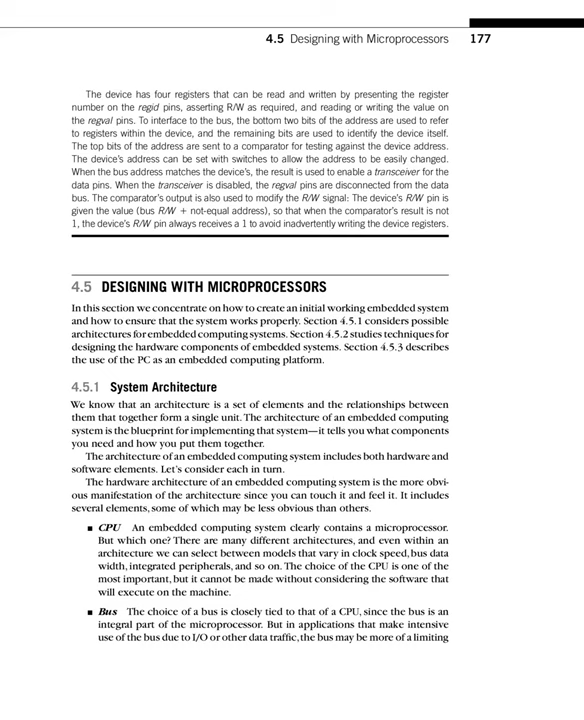 4.5 Designing with Microprocessors 177
The device has four registers that can be read and written by presenting the register
number on the regid pins, asserting R/W as required, and reading or writing the value on
the regval pins. To interface to the bus, the bottom two bits of the address are used to refer
to registers within the device, and the remaining bits are used to identify the device itself.
The top bits of the address are sent to a comparator for testing against the device address.
The device's address can be set with switches to allow the address to be easily changed.
When the bus address matches the device's, the result is used to enable a transceiver for the
data pins. When the transceiver is disabled, the regval pins are disconnected from the data
bus. The comparator's output is also used to modify the R/W signal: The device's R/W pin is
given the value (bus R/W + not-equal address), so that when the comparator's result is not
1, the device's R/W pin always receives a 1 to avoid inadvertently writing the device registers.
4.5 DESIGNING WITH MICROPROCESSORS
In this section we concentrate on how to create an initial working embedded system
and how to ensure that the system works properly. Section 4.5.1 considers possible
architectures for embedded computing systems. Section 4.5.2 studies techniques for
designing the hardware components of embedded systems. Section 4.5.3 describes
the use of the PC as an embedded computing platform.
4.5.1 System Architecture
We know that an architecture is a set of elements and the relationships between
them that together form a single unit. The architecture of an embedded computing
system is the blueprint for implementing that system—it tells you what components
you need and how you put them together.
The architecture of an embedded computing system includes both hardware and
software elements. Let's consider each in turn.
The hardware architecture of an embedded computing system is the more obvi-
ous manifestation of the architecture since you can touch it and feel it. It includes
several elements, some of which may be less obvious than others.
■ CPU An embedded computing system clearly contains a microprocessor.
But which one? There are many different architectures, and even within an
architecture we can select between models that vary in clock speed, bus data
width, integrated peripherals, and so on. The choice of the CPU is one of the
most important, but it cannot be made without considering the software that
will execute on the machine.
■ Bus The choice of a bus is closely tied to that of a CPU, since the bus is an
integral part of the microprocessor. But in applications that make intensive
use of the bus due to I/O or other data traffic, the bus may be more of a limiting